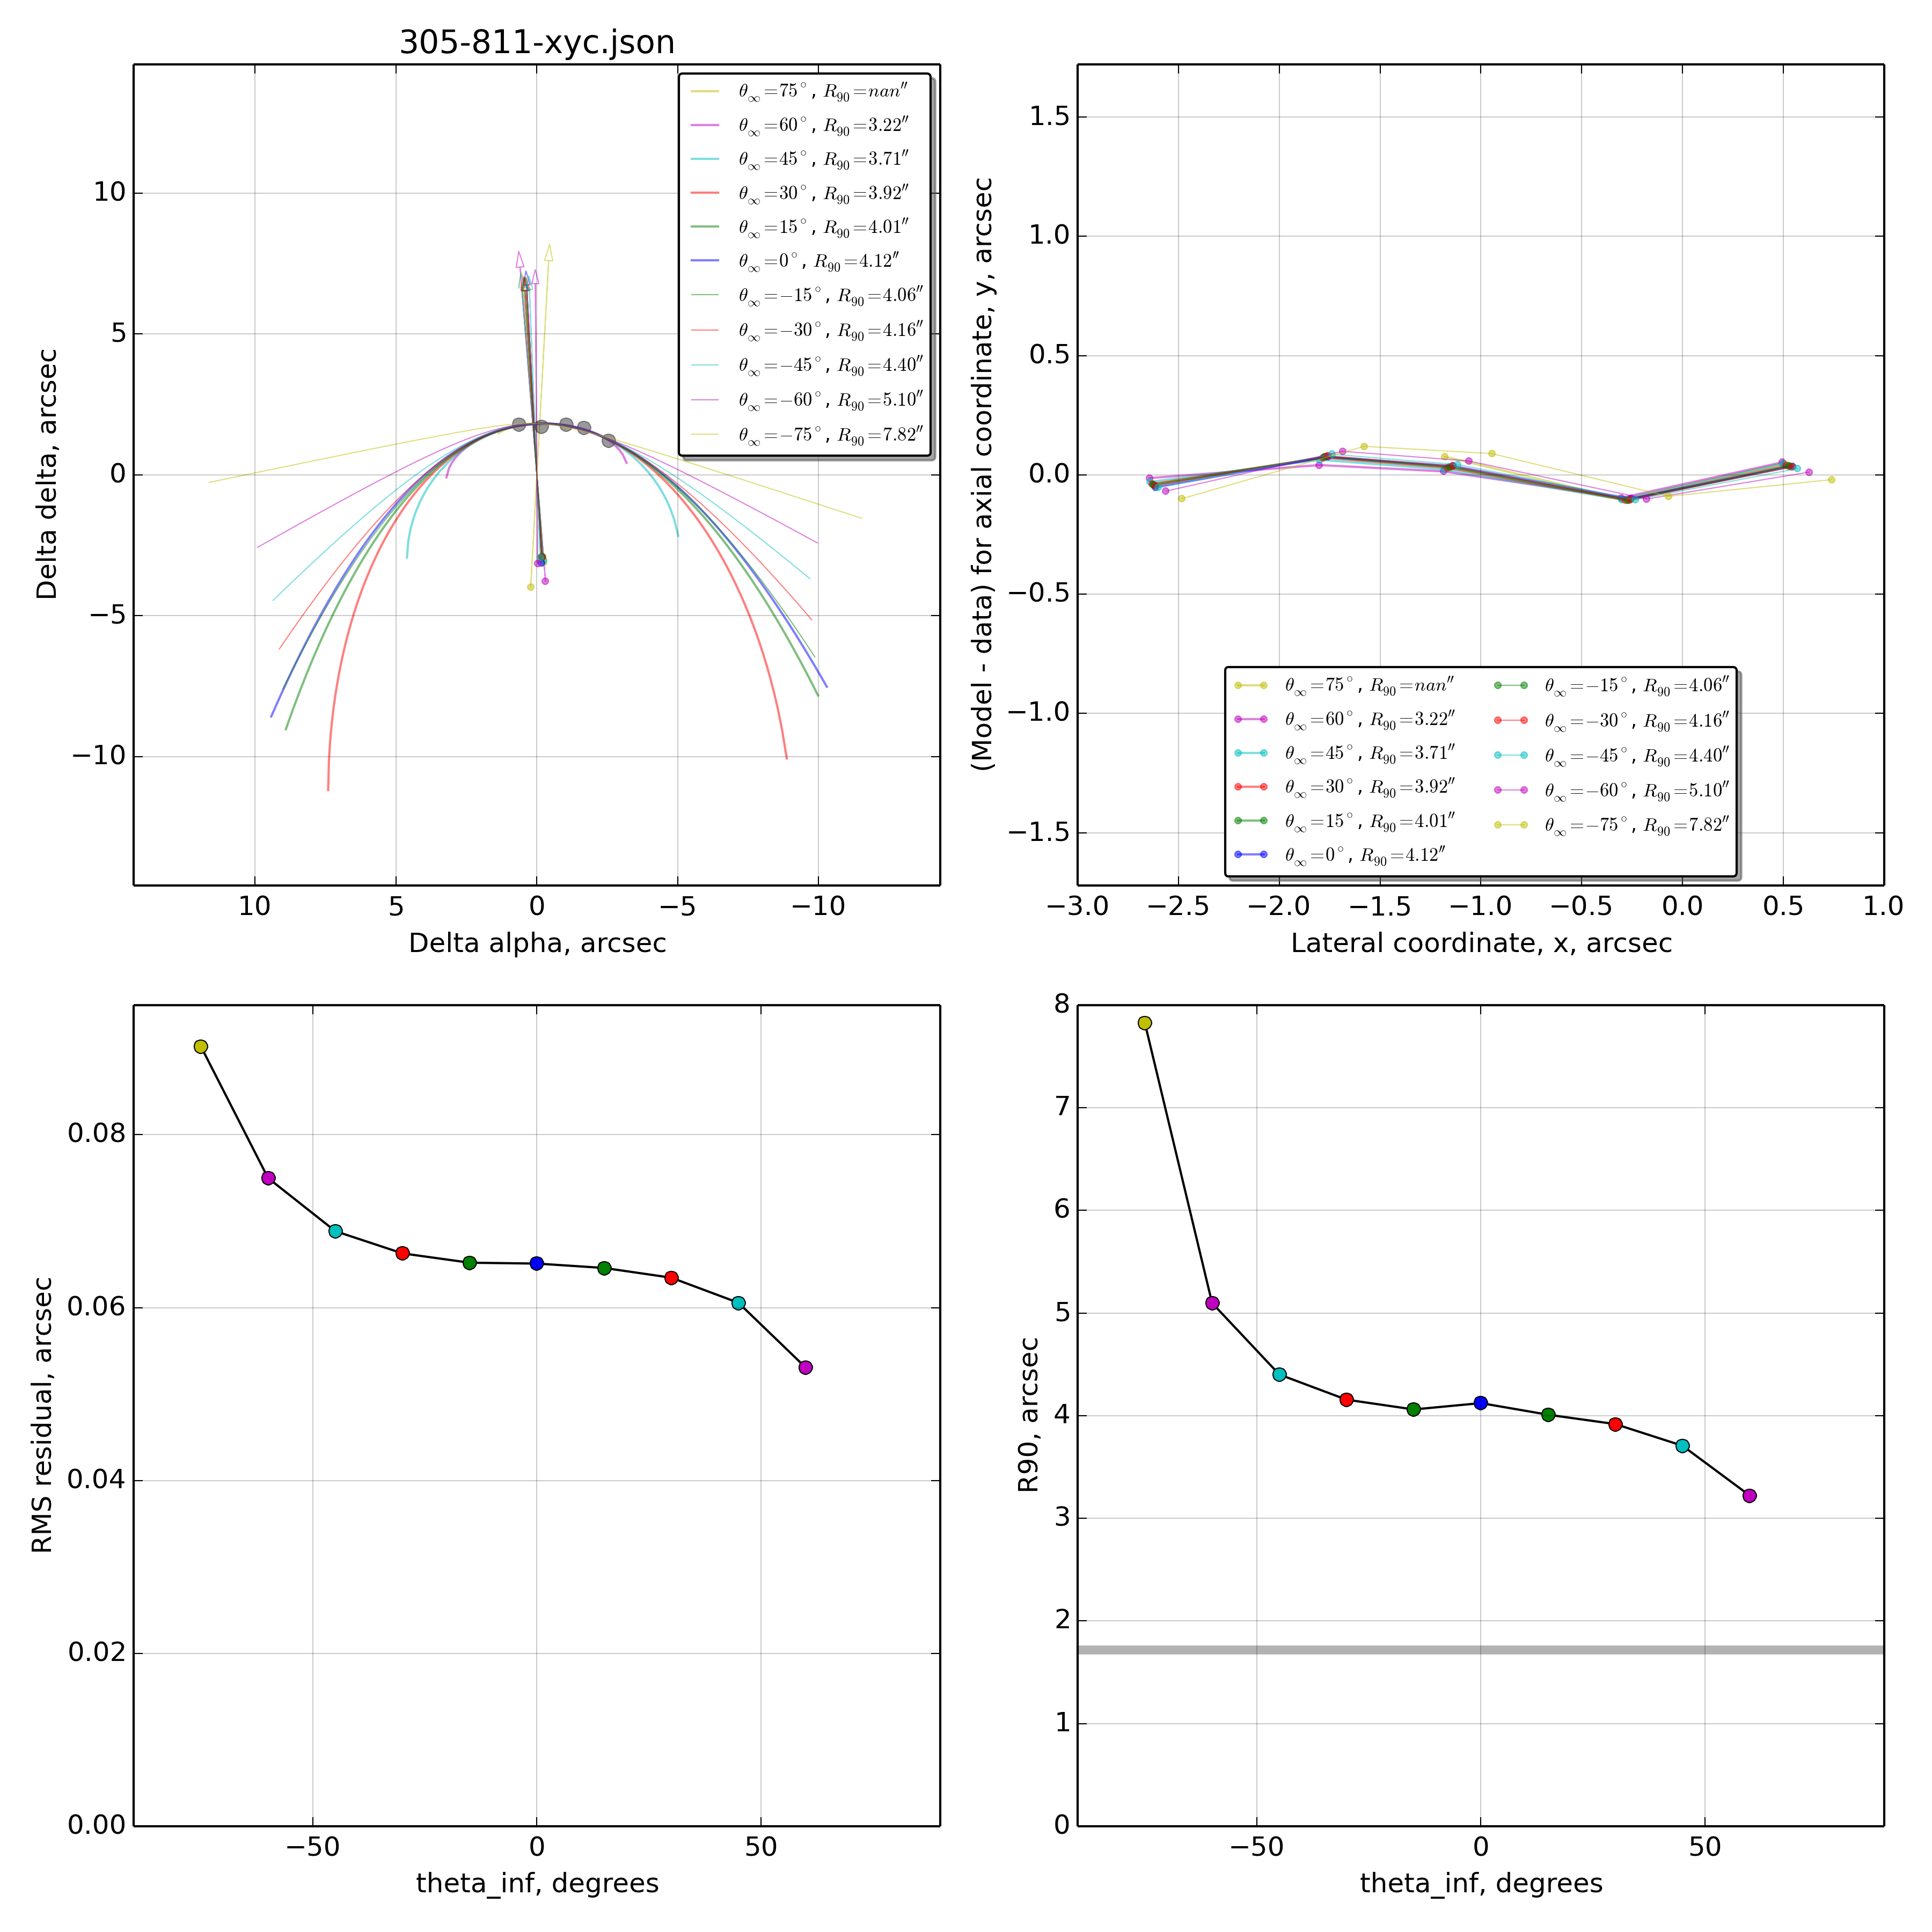 305-811-xyc.json
θ∞=75°, R90=nan″
θ∞=60°, R90=3.22″
θ∞=45°, R90=3.71″
θ∞=30°, R90=3.92″
θ∞=15°, R90=4.01″
θ∞=0°, R90=4.12″
θ∞=−15°, R90=4.06″
θ∞=−30°, R90=4.16″
θ∞=−45°, R90=4.40″
θ∞=−60°, R90=5.10″
θ∞=−75°, R90=7.82″
10
5
0
−5
−10
Delta delta, arcsec
10 5 0 −5 −10
Delta alpha, arcsec
1.5
1.0
0.5
0.0
−0.5
−1.0
−1.5
(Model - data) for axial coordinate, y, arcsec
θ∞=75°, R90=nan″ θ∞=−15°, R90=4.06″
θ∞=60°, R90=3.22″ θ∞=−30°, R90=4.16″
θ∞=45°, R90=3.71″ θ∞=−45°, R90=4.40″
θ∞=30°, R90=3.92″ θ∞=−60°, R90=5.10″
θ∞=15°, R90=4.01″ θ∞=−75°, R90=7.82″
θ∞=0°, R90=4.12″
−3.0 −2.5 −2.0 −1.5 −1.0 −0.5 0.0 0.5 1.0
Lateral coordinate, x, arcsec
0.08
0.06
0.04
0.02
0.00
RMS residual, arcsec
−50 0 50
theta_inf, degrees
8
7
6
5
4
3
2
1
0
R90, arcsec
−50 0 50
theta_inf, degrees